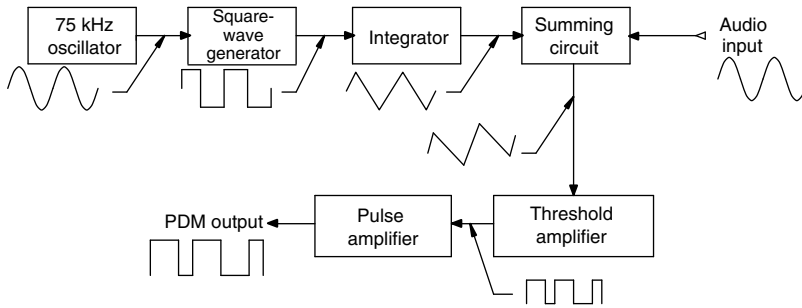 75 kHz
oscillator
Square-
wave
generator
Integrator
Summing
circuit
Audio
input
PDM output
Pulse
amplifier
Threshold
amplifier